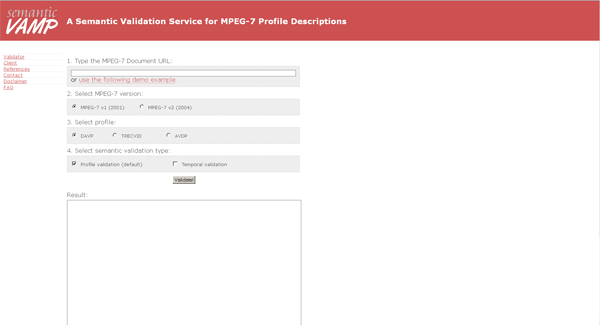 semantic
VAMP
A Semantic Validation Service for MPEG-7 Profile Descriptions
Validator
Client
References
Contact
Disclaimer
FAQ
1. Type the MPEG-7 Document URL:
or use the following demo example
2. Select MPEG-7 version:
MPEG-7 v1 (2001) MPEG-7 v2 (2004)
3. Select profile:
DAVP TRECVID AVDP
4. Select semantic validation type:
Profile validation (default) Temporal validation
Validate!
Result: